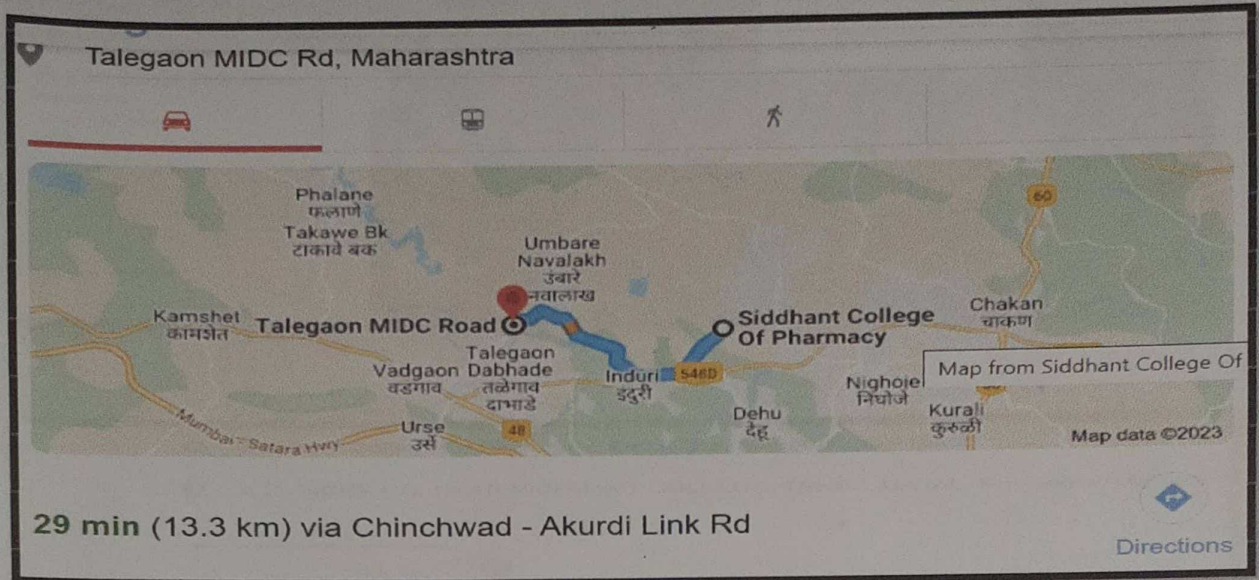 Talegaon MIDC Rd, Maharashtra
Phalane
फळाणे
Takawe Bk
टाकावे बक
Umbare
Navalakh
उंबारे
नवालाख
60
Kamshet
कामशेत
Talegaon MIDC Road
Siddhant College
Of Pharmacy
Chakan
चाकण
Talegaon
Dabhade
तळेगाव
दाभाडे
Vadgaon
वडगाव
Induri
इंदुरी
548D
Map from Siddhant College Of
Nighoje
निघोजे
Mumbai - Satara Hwy
Urse
उर्से
48
Dehu
देहू
Kurali
कुरुळी
Map data ©2023
29 min (13.3 km) via Chinchwad - Akurdi Link Rd
Directions